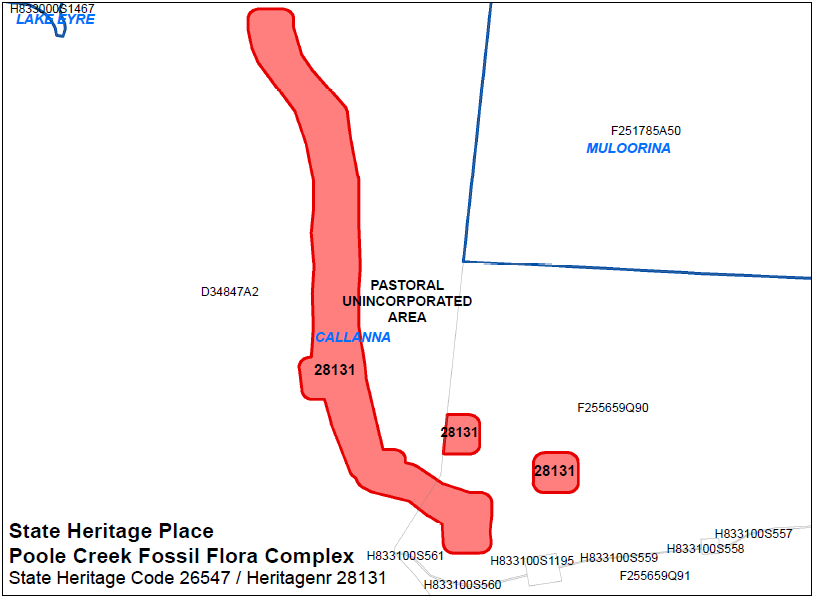 H833000S1467
LAKE EYRE
F251785A50
MULOORINA
D34847A2
PASTORAL
UNINCORPORATED
AREA
CALLANNA
28131
F255659Q90
28131
28131
State Heritage Place
Poole Creek Fossil Flora Complex
State Heritage Code 26547 / Heritagenr 28131
H833100S561
H833100S560
H833100S1195
H833100S559
H833100S558
H833100S557
F255659Q91